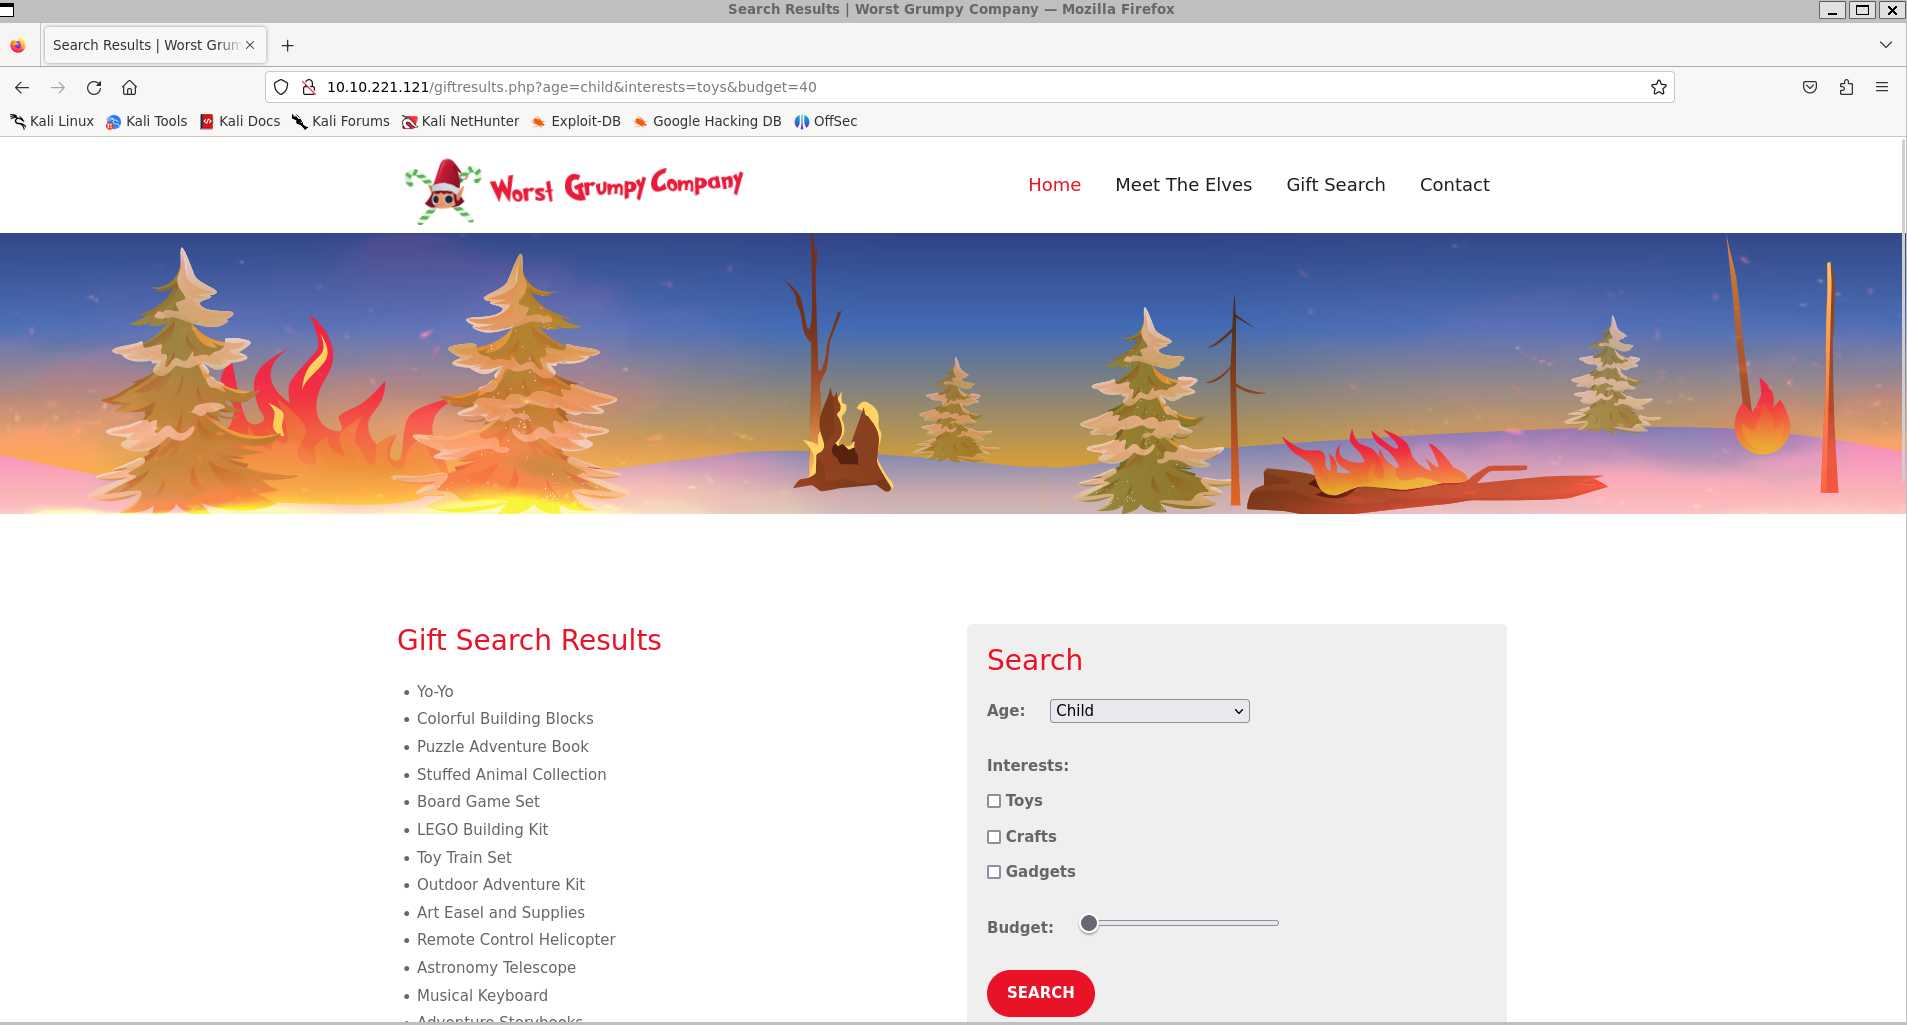 Search Results | Worst Grumpy Company — Mozilla Firefox
Search Results | Worst Grum
10.10.221.121/giftresults.php?age=child&interests=toys&budget=40
Kali Linux Kali Tools Kali Docs Kali Forums Kali NetHunter Exploit-DB Google Hacking DB OffSec
Worst Grumpy Company
Home Meet The Elves Gift Search Contact
Gift Search Results
• Yo-Yo
• Colorful Building Blocks
• Puzzle Adventure Book
• Stuffed Animal Collection
• Board Game Set
• LEGO Building Kit
• Toy Train Set
• Outdoor Adventure Kit
• Art Easel and Supplies
• Remote Control Helicopter
• Astronomy Telescope
• Musical Keyboard
Adventure Storybooks
Search
Age: Child
Interests:
Toys
Crafts
Gadgets
Budget:
SEARCH